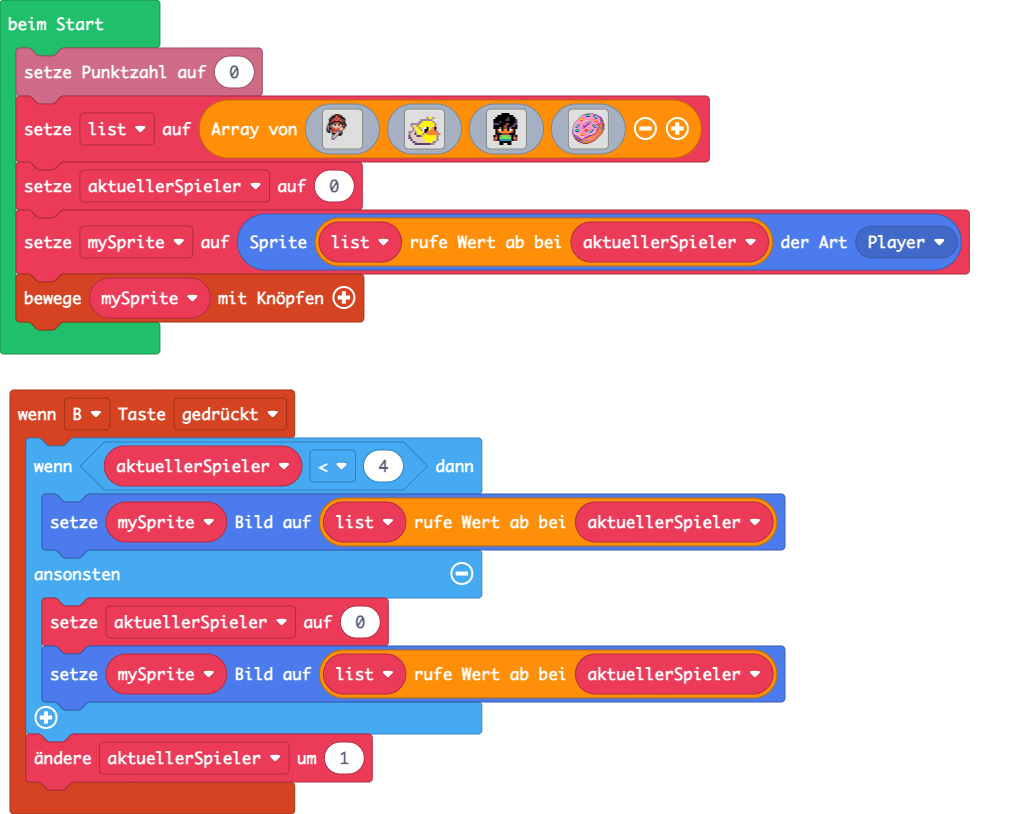 beim Start
setze Punktzahl auf 0
setze list auf Array von
setze aktuellerSpieler auf 0
setze mySprite auf Sprite list rufe Wert ab bei aktuellerSpieler der Art Player
bewege mySprite mit Knöpfen
wenn B Taste gedrückt
wenn aktuellerSpieler < 4 dann
setze mySprite Bild auf list rufe Wert ab bei aktuellerSpieler
ansonsten
setze aktuellerSpieler auf 0
setze mySprite Bild auf list rufe Wert ab bei aktuellerSpieler
ändere aktuellerSpieler um 1